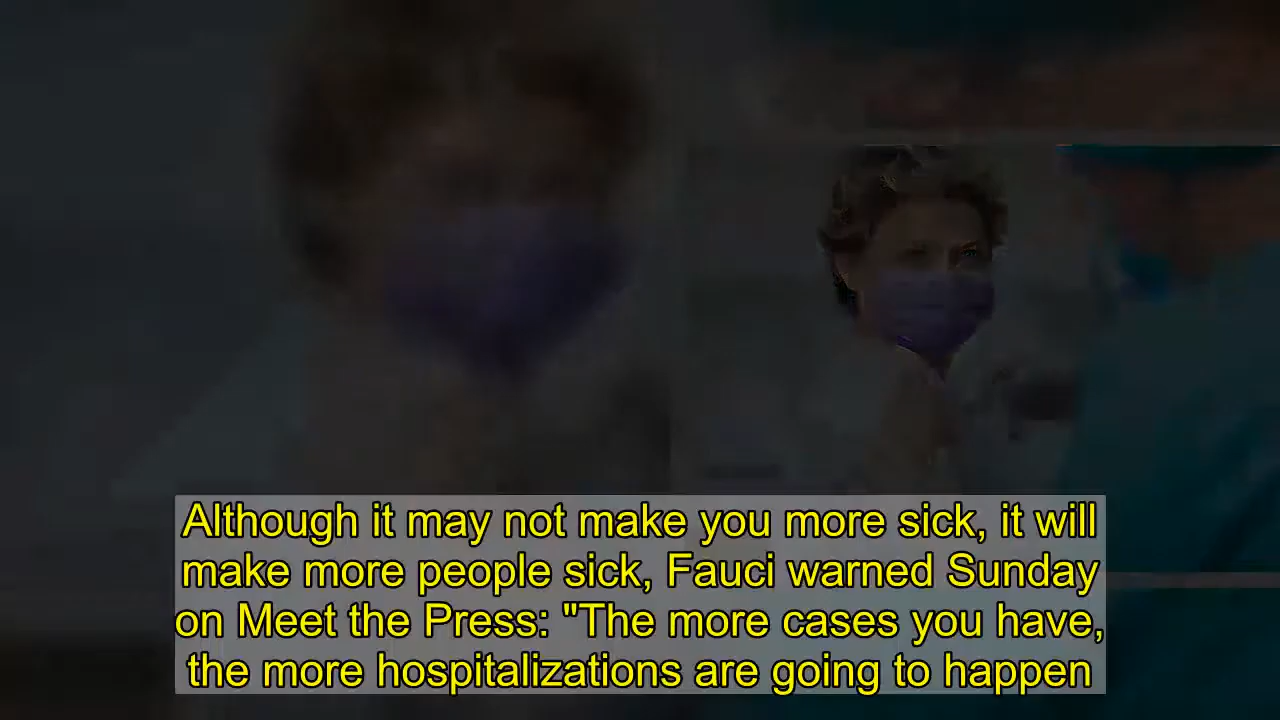 Although it may not make you more sick, it will
make more people sick, Fauci warned Sunday
on Meet the Press: "The more cases you have,
the more hospitalizations are going to happen